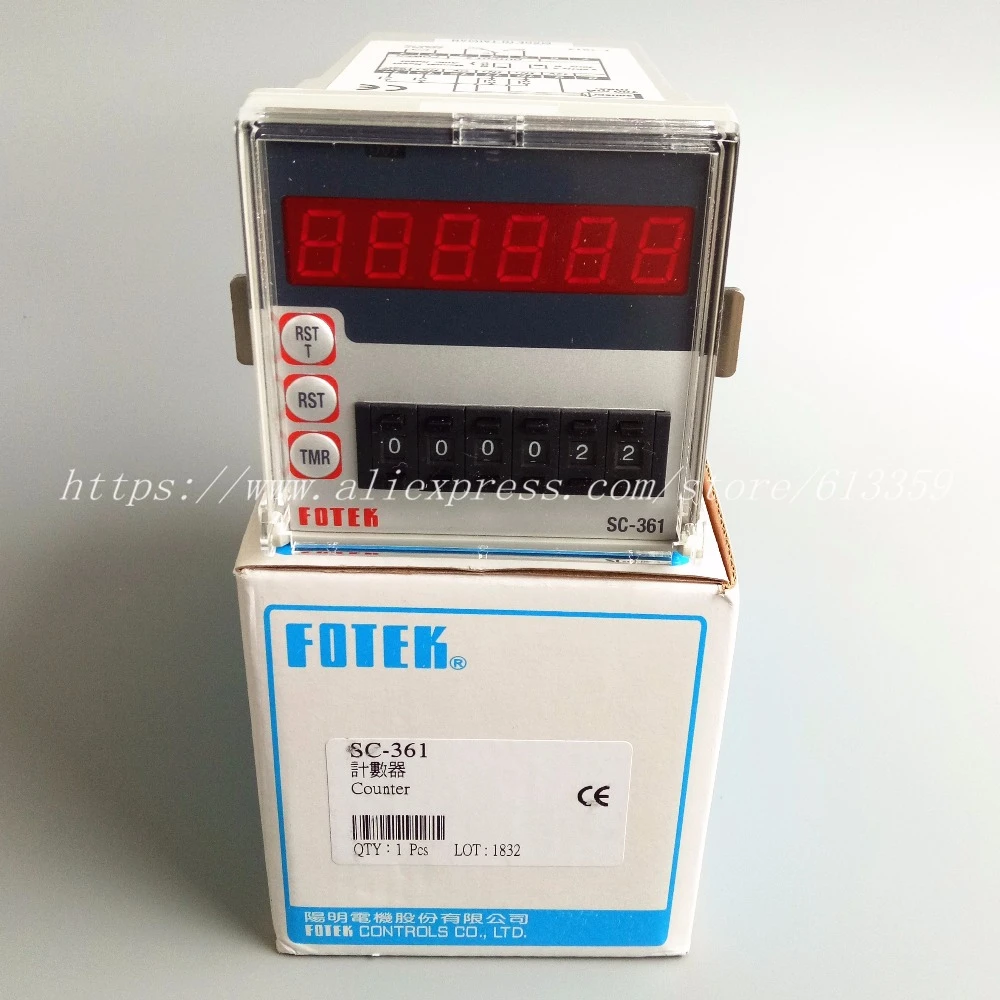 888888
RST
T
RST
TMR
0 0 0 0 2 2
FOTEK
SC-361
https://www.aliexpress.com/store/613359
FOTEK®
SC-361
計數器
Counter
CE
QTY : 1 Pcs LOT : 1832
陽明電機股份有限公司
FOTEK CONTROLS CO., LTD.